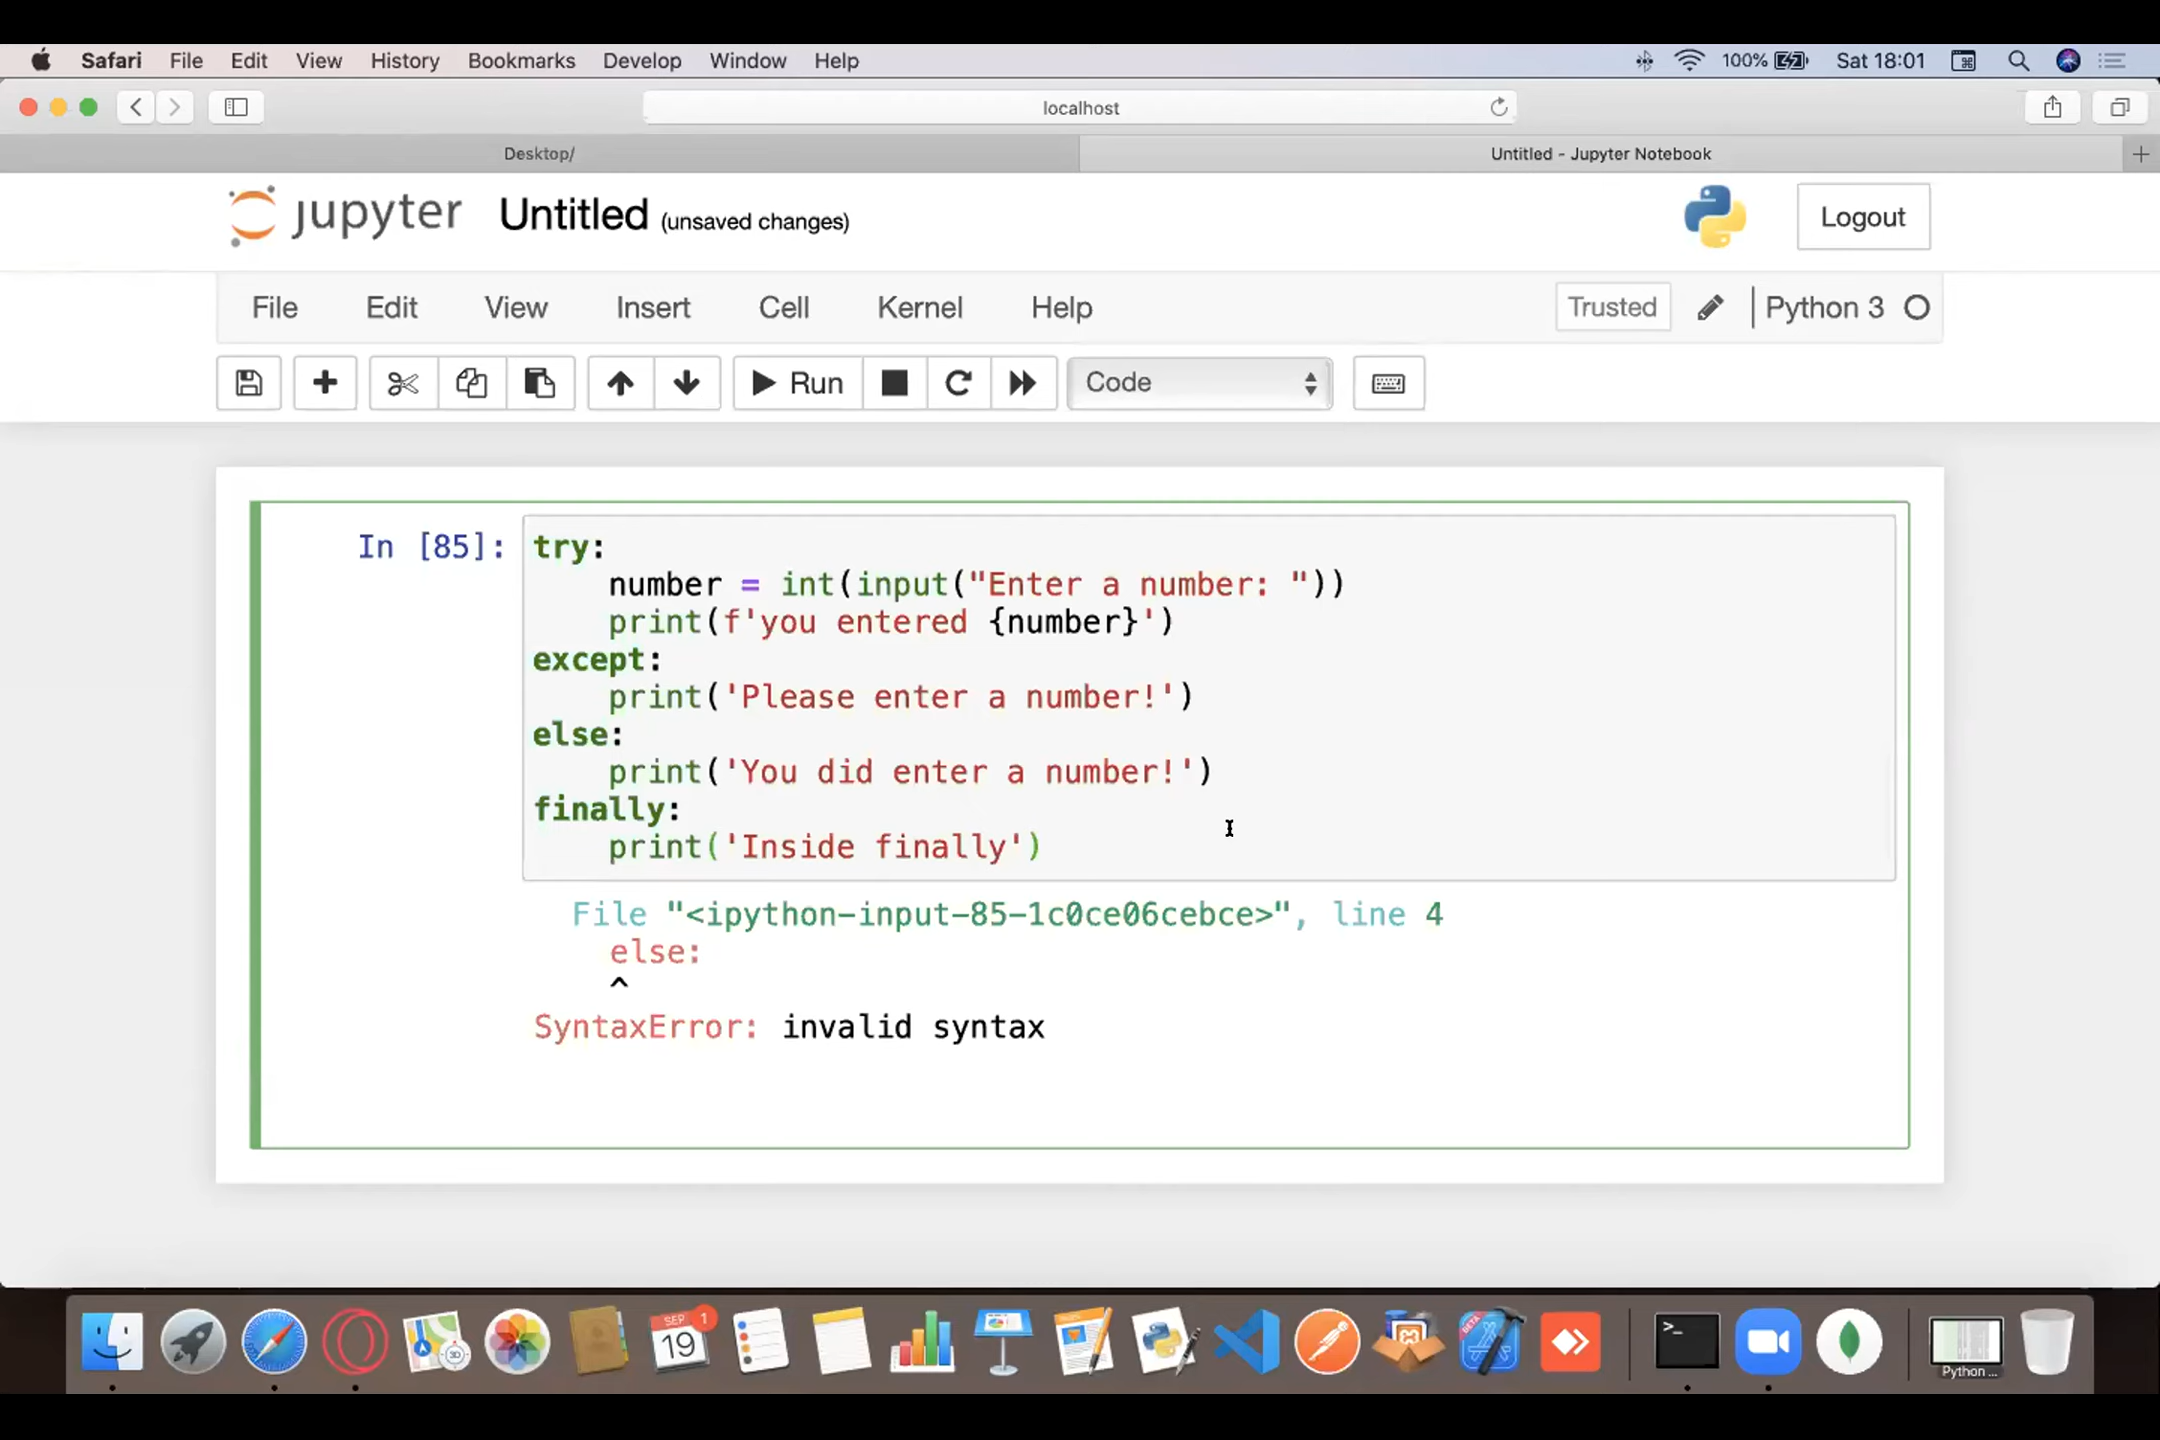 Safari File Edit View History Bookmarks Develop Window Help 100% Sat 18:01
localhost
Desktop/ Untitled - Jupyter Notebook
jupyter Untitled (unsaved changes) Logout
File Edit View Insert Cell Kernel Help Trusted Python 3
Run Code
In [85]: try:
number = int(input("Enter a number: "))
print(f'you entered {number}')
except:
print('Please enter a number!')
else:
print('You did enter a number!')
finally:
print('Inside finally')
File "<ipython-input-85-1c0ce06cebce>", line 4
else:
^
SyntaxError: invalid syntax
SEP 1
19
3D
BETA
>_
Python ...